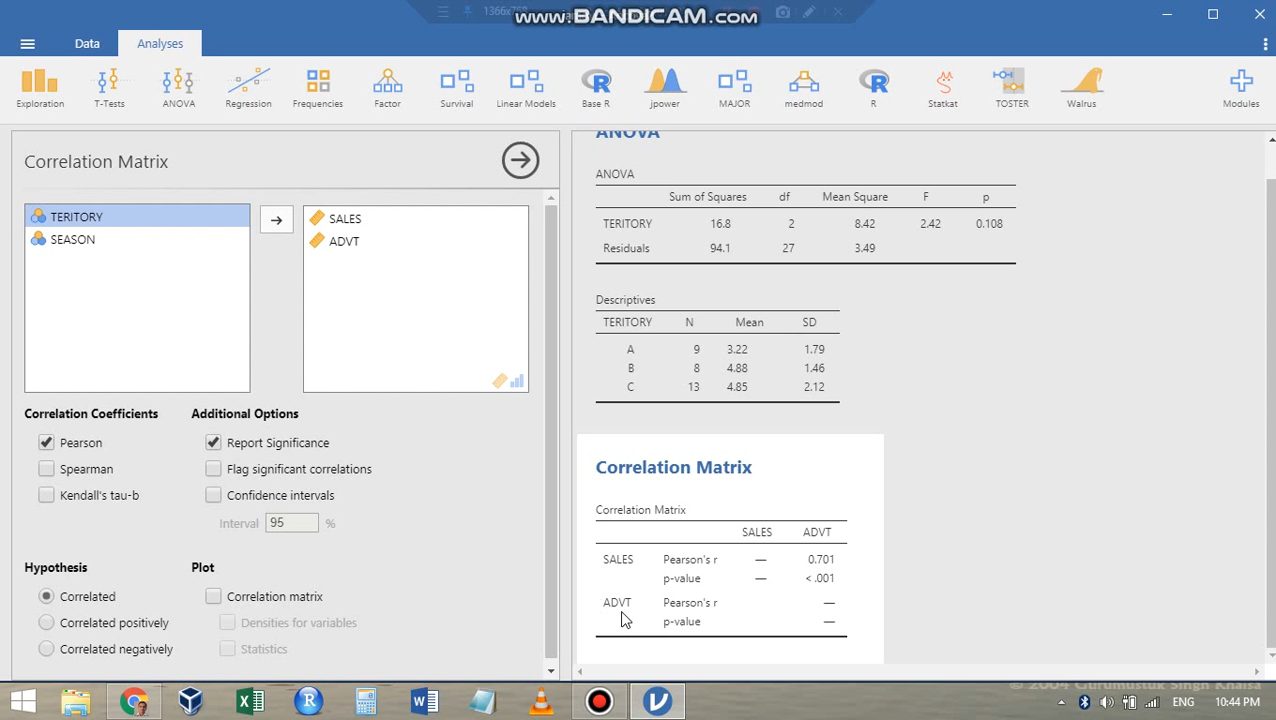 1366x768
www.BANDICAM.com
Data
Analyses
Exploration
T-Tests
ANOVA
Regression
Frequencies
Factor
Survival
Linear Models
Base R
jpower
MAJOR
medmod
R
Statkat
TOSTER
Walrus
Modules
Correlation Matrix
TERITORY
SEASON
SALES
ADVT
Correlation Coefficients
Additional Options
Pearson
Report Significance
Spearman
Flag significant correlations
Kendall's tau-b
Confidence intervals
Interval 95 %
Hypothesis
Plot
Correlated
Correlation matrix
Correlated positively
Densities for variables
Correlated negatively
Statistics
ANOVA
ANOVA
Sum of Squares df Mean Square F p
TERITORY 16.8 2 8.42 2.42 0.108
Residuals 94.1 27 3.49
Descriptives
TERITORY N Mean SD
A 9 3.22 1.79
B 8 4.88 1.46
C 13 4.85 2.12
Correlation Matrix
Correlation Matrix
SALES ADVT
SALES Pearson's r — 0.701
p-value — < .001
ADVT Pearson's r —
p-value —
© 2004 Gurumustuk Singh Khalsa
ENG
10:44 PM